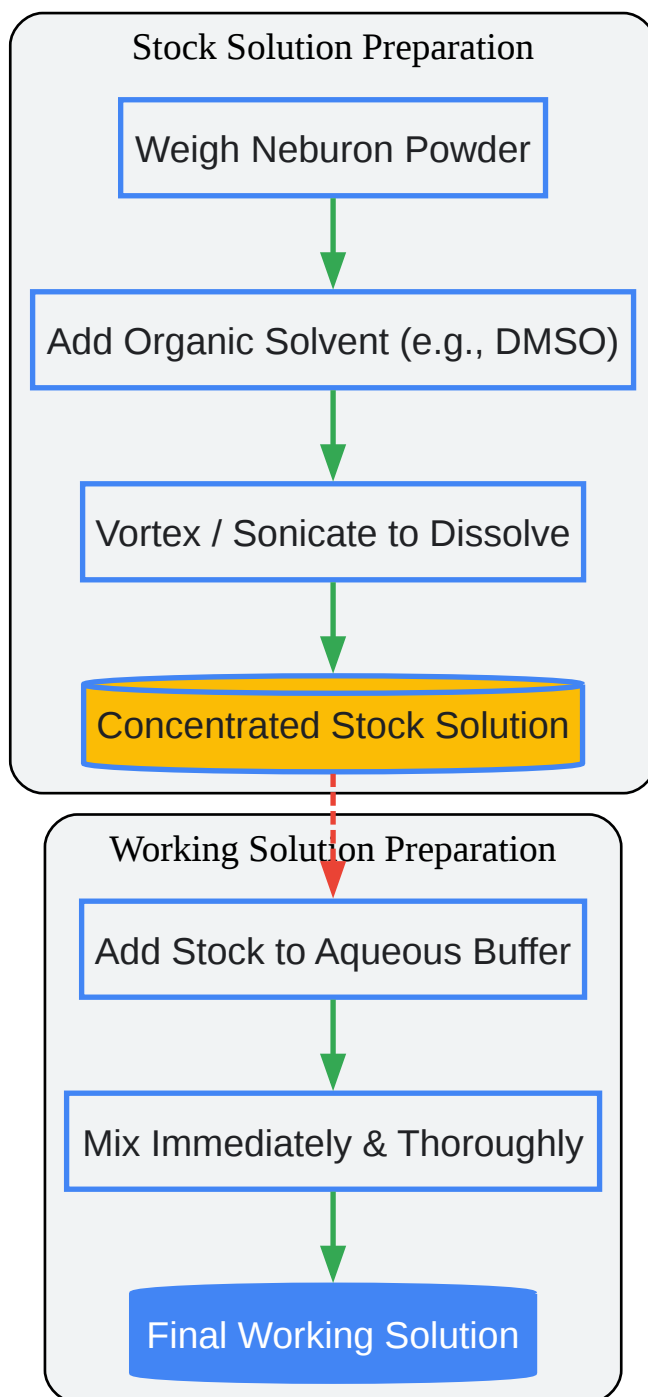 Stock Solution Preparation
Weigh Neburon Powder
Add Organic Solvent (e.g., DMSO)
Vortex / Sonicate to Dissolve
Concentrated Stock Solution
Working Solution Preparation
Add Stock to Aqueous Buffer
Mix Immediately & Thoroughly
Final Working Solution